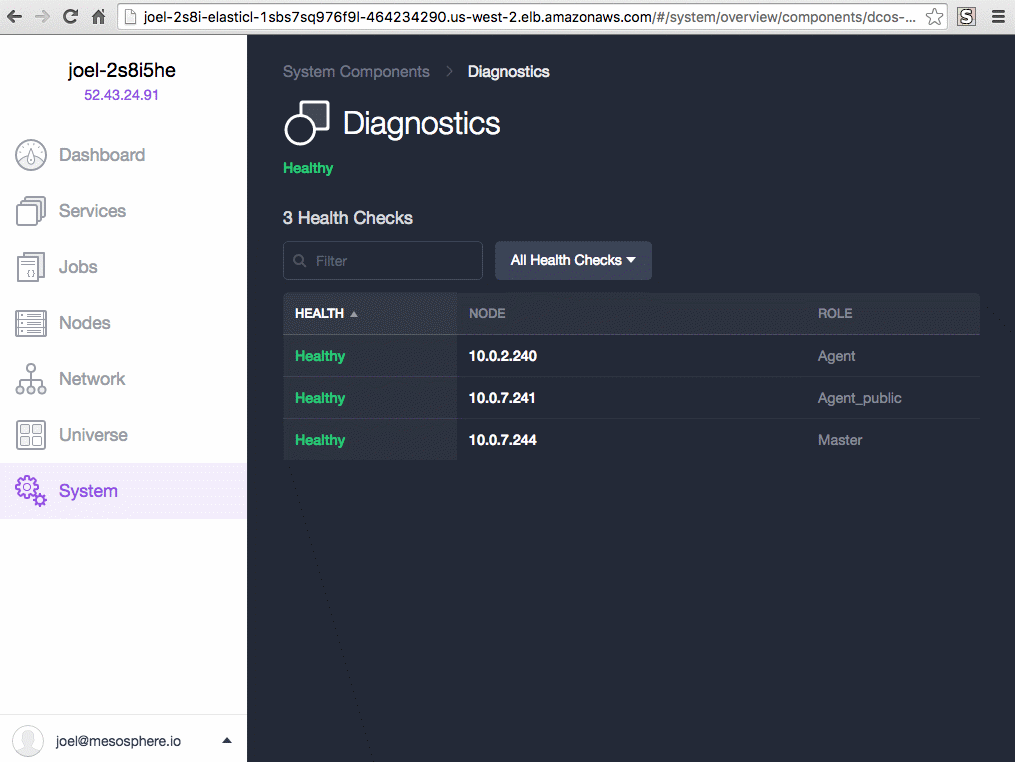 joel-2s8i-elasticl-1sbs7sq976f9l-464234290.us-west-2.elb.amazonaws.com/#/system/overview/components/dcos-...
S
joel-2s8i5he
52.43.24.91
Dashboard
Services
Jobs
Nodes
Network
Universe
System
joel@mesosphere.io
System Components > Diagnostics
Diagnostics
Healthy
3 Health Checks
Filter All Health Checks
HEALTH NODE ROLE
Healthy 10.0.2.240 Agent
Healthy 10.0.7.241 Agent_public
Healthy 10.0.7.244 Master